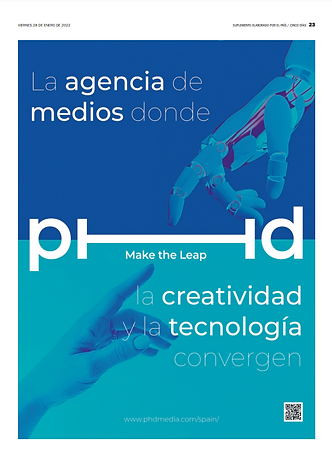 VIERNES 28 DE ENERO DE 2022
SUPLEMENTO ELABORADO POR EL PAÍS / CINCO DÍAS 23
La agencia de
medios donde
phd
Make the Leap
la creatividad
y la tecnología
convergen
www.phdmedia.com/spain/